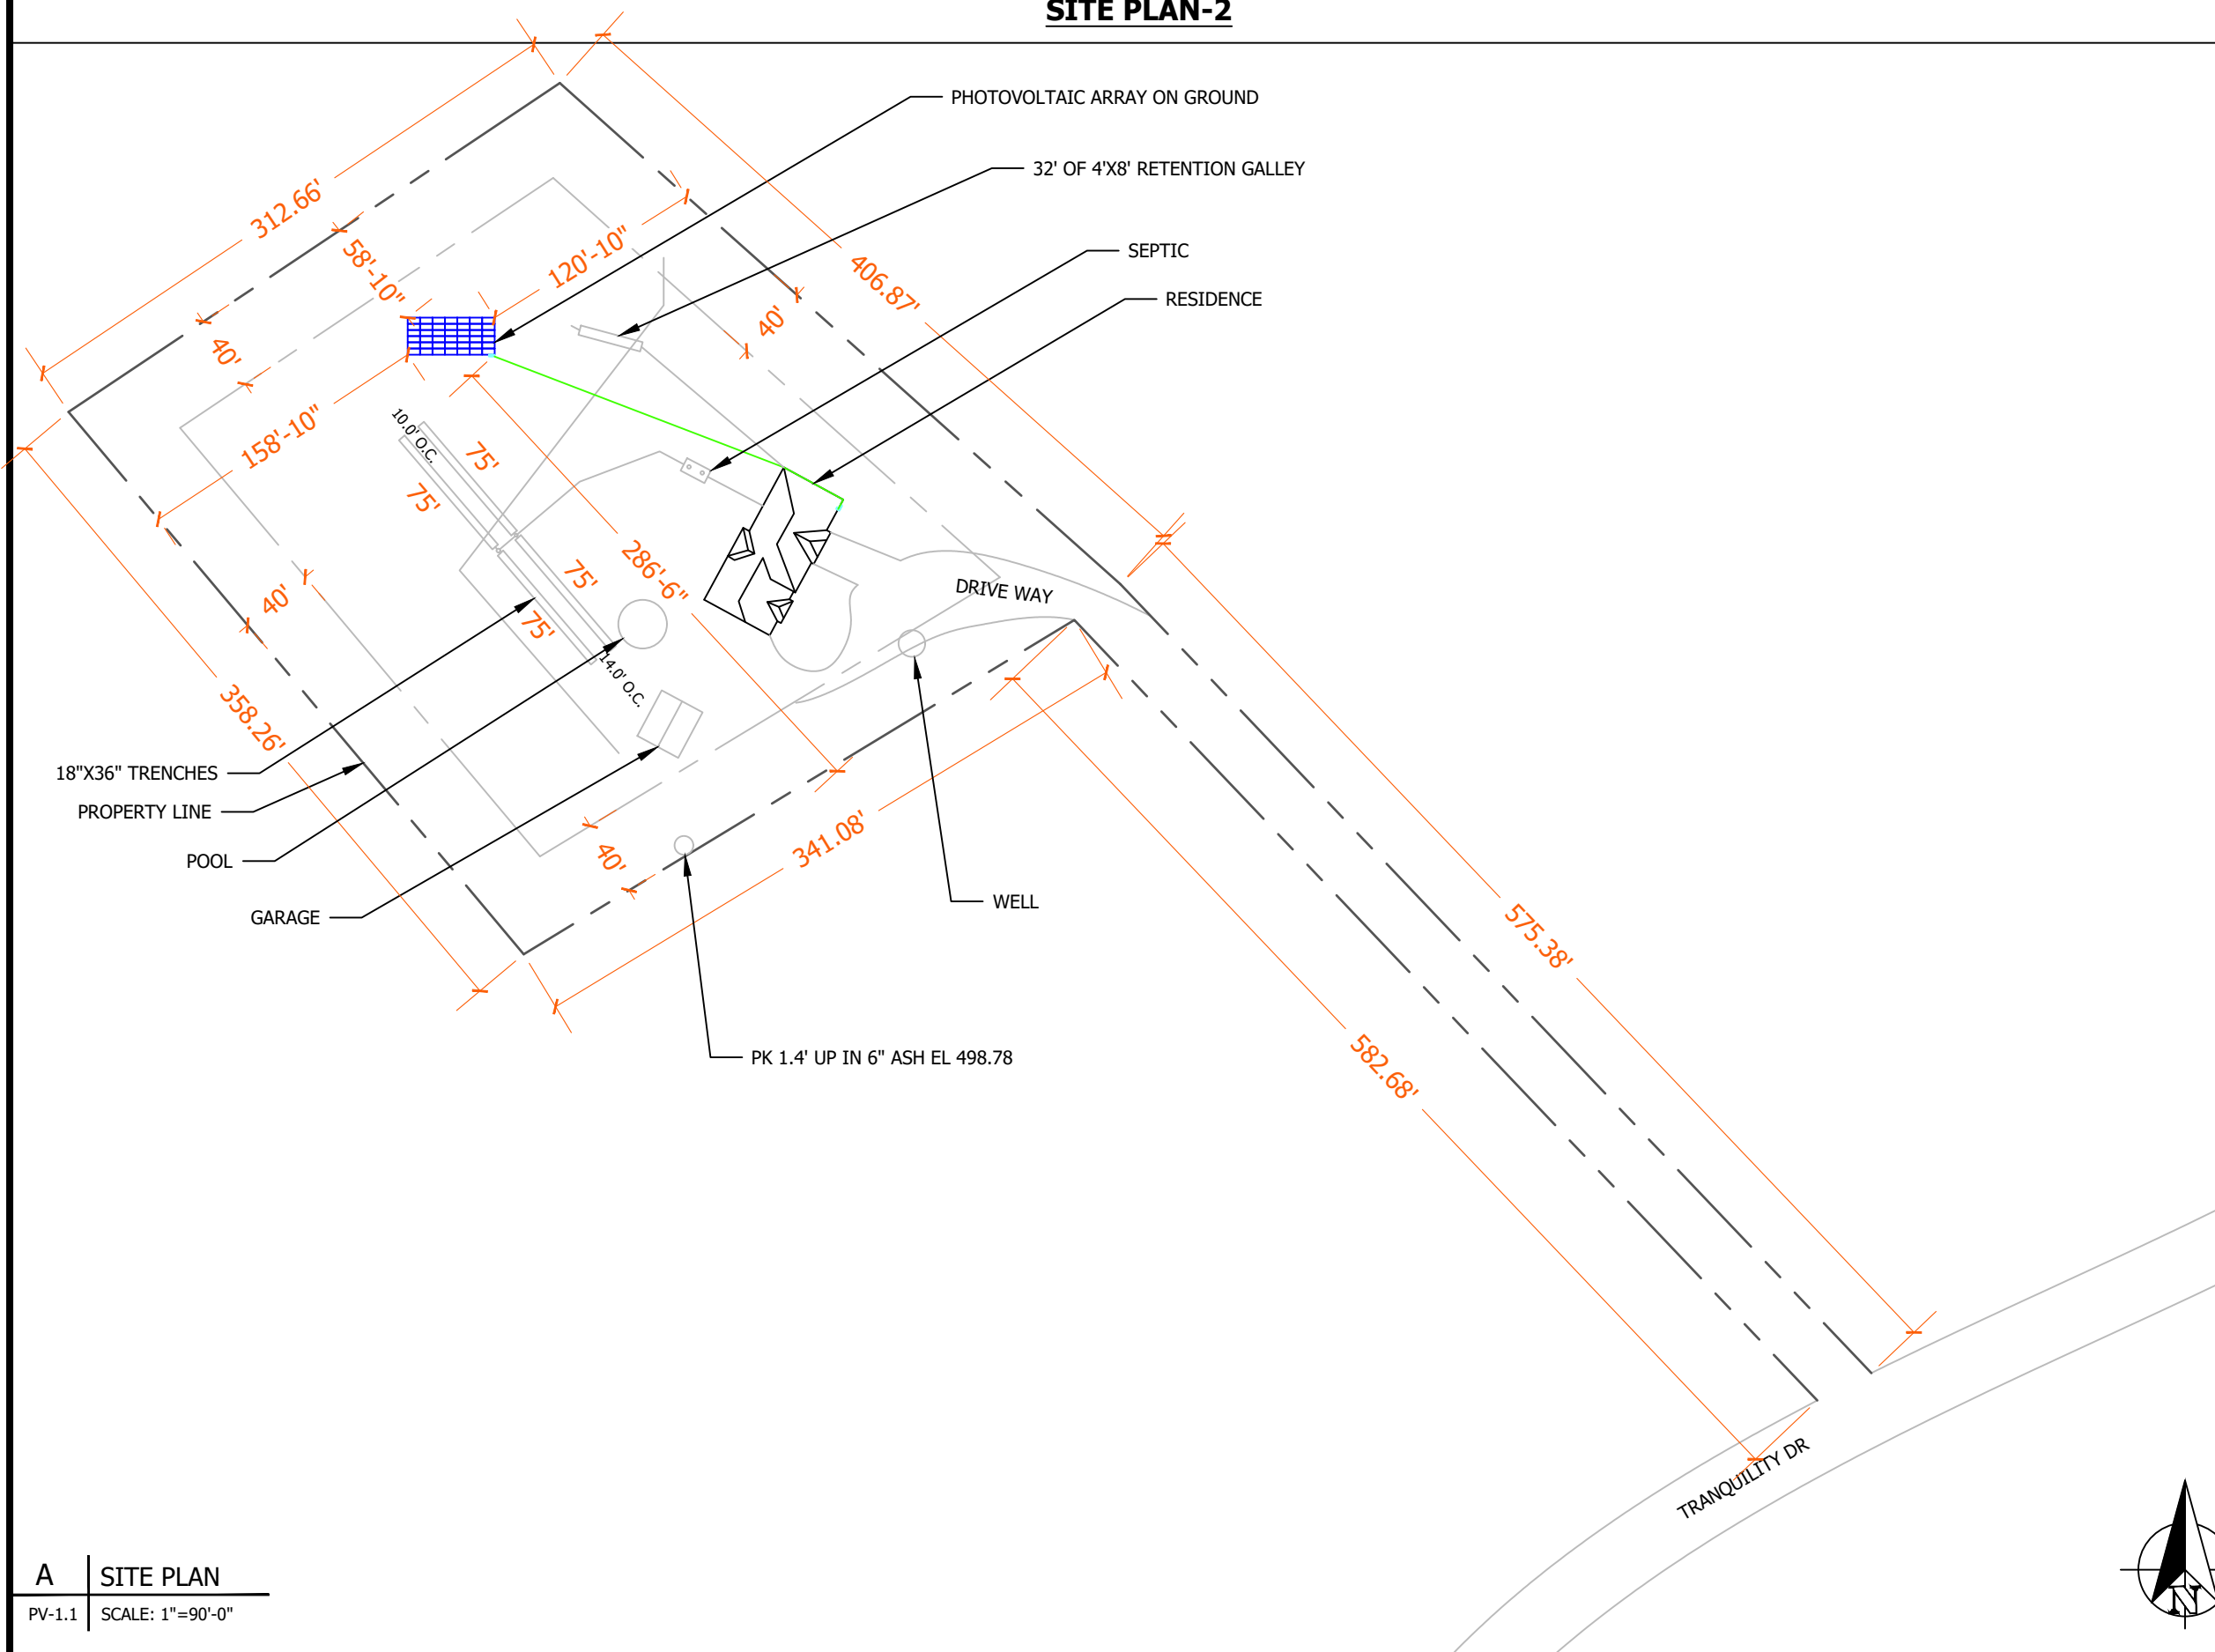 SITE PLAN-2
PHOTOVOLTAIC ARRAY ON GROUND
32' OF 4'X8' RETENTION GALLEY
312.66'
58'-10"
120'-10"
406.87'
SEPTIC
RESIDENCE
40'
40'
158'-10"
10.0' O.C.
75'
75'
286'-6"
75'
75'
40'
DRIVE WAY
14.0' O.C.
358.26'
18"X36" TRENCHES
PROPERTY LINE
POOL
GARAGE
40'
341.08'
WELL
575.38'
582.68'
PK 1.4' UP IN 6" ASH EL 498.78
TRANQUILITY DR
A
SITE PLAN
PV-1.1
SCALE: 1"=90'-0"
N